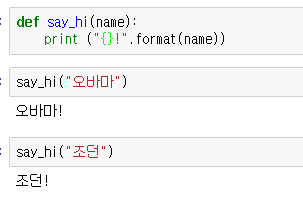 def say_hi(name):
    print ("{}!".format(name))
say_hi("오바마")
오바마!
say_hi("조던")
조던!